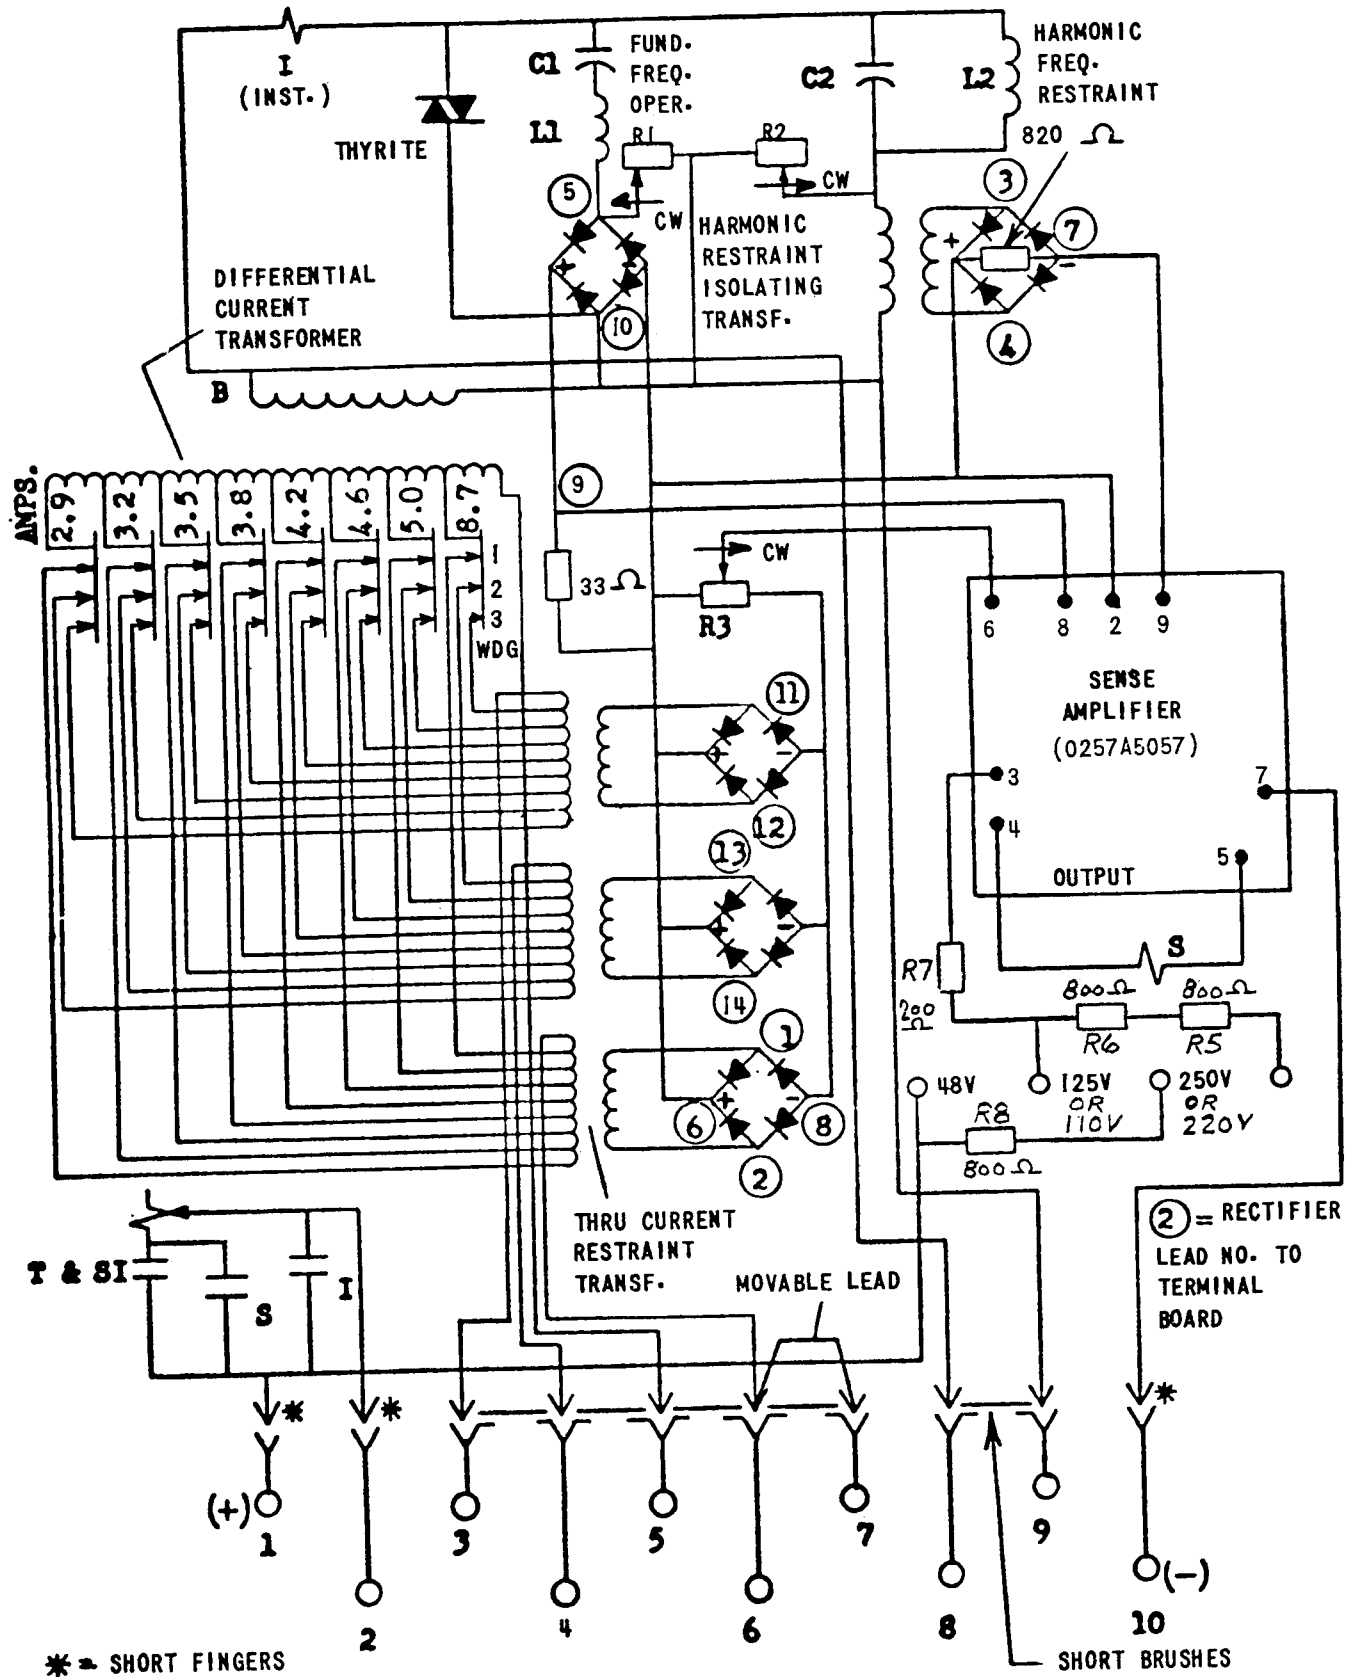 I
(INST.)
THYRITE
C1
L1
FUND.
FREQ.
OPER.
R1
R2
C2
L2
HARMONIC
FREQ.
RESTRAINT
820 Ω
CW
CW
5
10
3
7
4
+
-
+
-
HARMONIC
RESTRAINT
ISOLATING
TRANSF.
DIFFERENTIAL
CURRENT
TRANSFORMER
B
AMPS.
2.9
3.2
3.5
3.8
4.2
4.6
5.0
8.7
1
2
3
WDG
9
33 Ω
CW
R3
6
8
2
9
SENSE
AMPLIFIER
(0257A5057)
3
4
7
5
OUTPUT
S
11
+
-
12
13
+
-
14
1
+
-
6
8
2
R7
200
Ω
800Ω
R6
800Ω
R5
48V
125V
OR
110V
250V
OR
220V
R8
800Ω
THRU CURRENT
RESTRAINT
TRANSF.
MOVABLE LEAD
2 = RECTIFIER
LEAD NO. TO
TERMINAL
BOARD
T & SI
S
I
*
*
*
(+)
1
2
3
4
5
6
7
8
9
10
(-)
* = SHORT FINGERS
SHORT BRUSHES